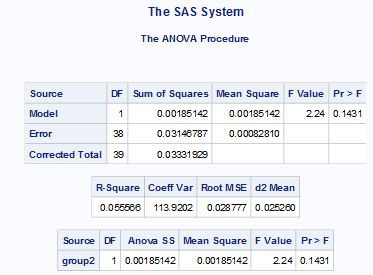 The SAS System
The ANOVA Procedure
Source DF Sum of Squares Mean Square F Value Pr > F
Model 1 0.00185142 0.00185142 2.24 0.1431
Error 38 0.03146787 0.00082810
Corrected Total 39 0.03331929
R-Square Coeff Var Root MSE d2 Mean
0.055566 113.9202 0.028777 0.025260
Source DF Anova SS Mean Square F Value Pr > F
group2 1 0.00185142 0.00185142 2.24 0.1431